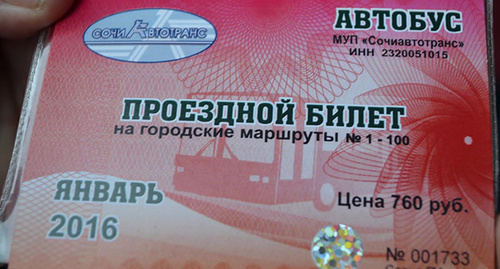 СОЧИАВТОТРАНС
АВТОБУС
МУП «Сочиавтотранс»
ИНН 2320051015
ПРОЕЗДНОЙ БИЛЕТ
на городские маршруты № 1 - 100
ЯНВАРЬ
2016
Цена 760 руб.
№ 001733